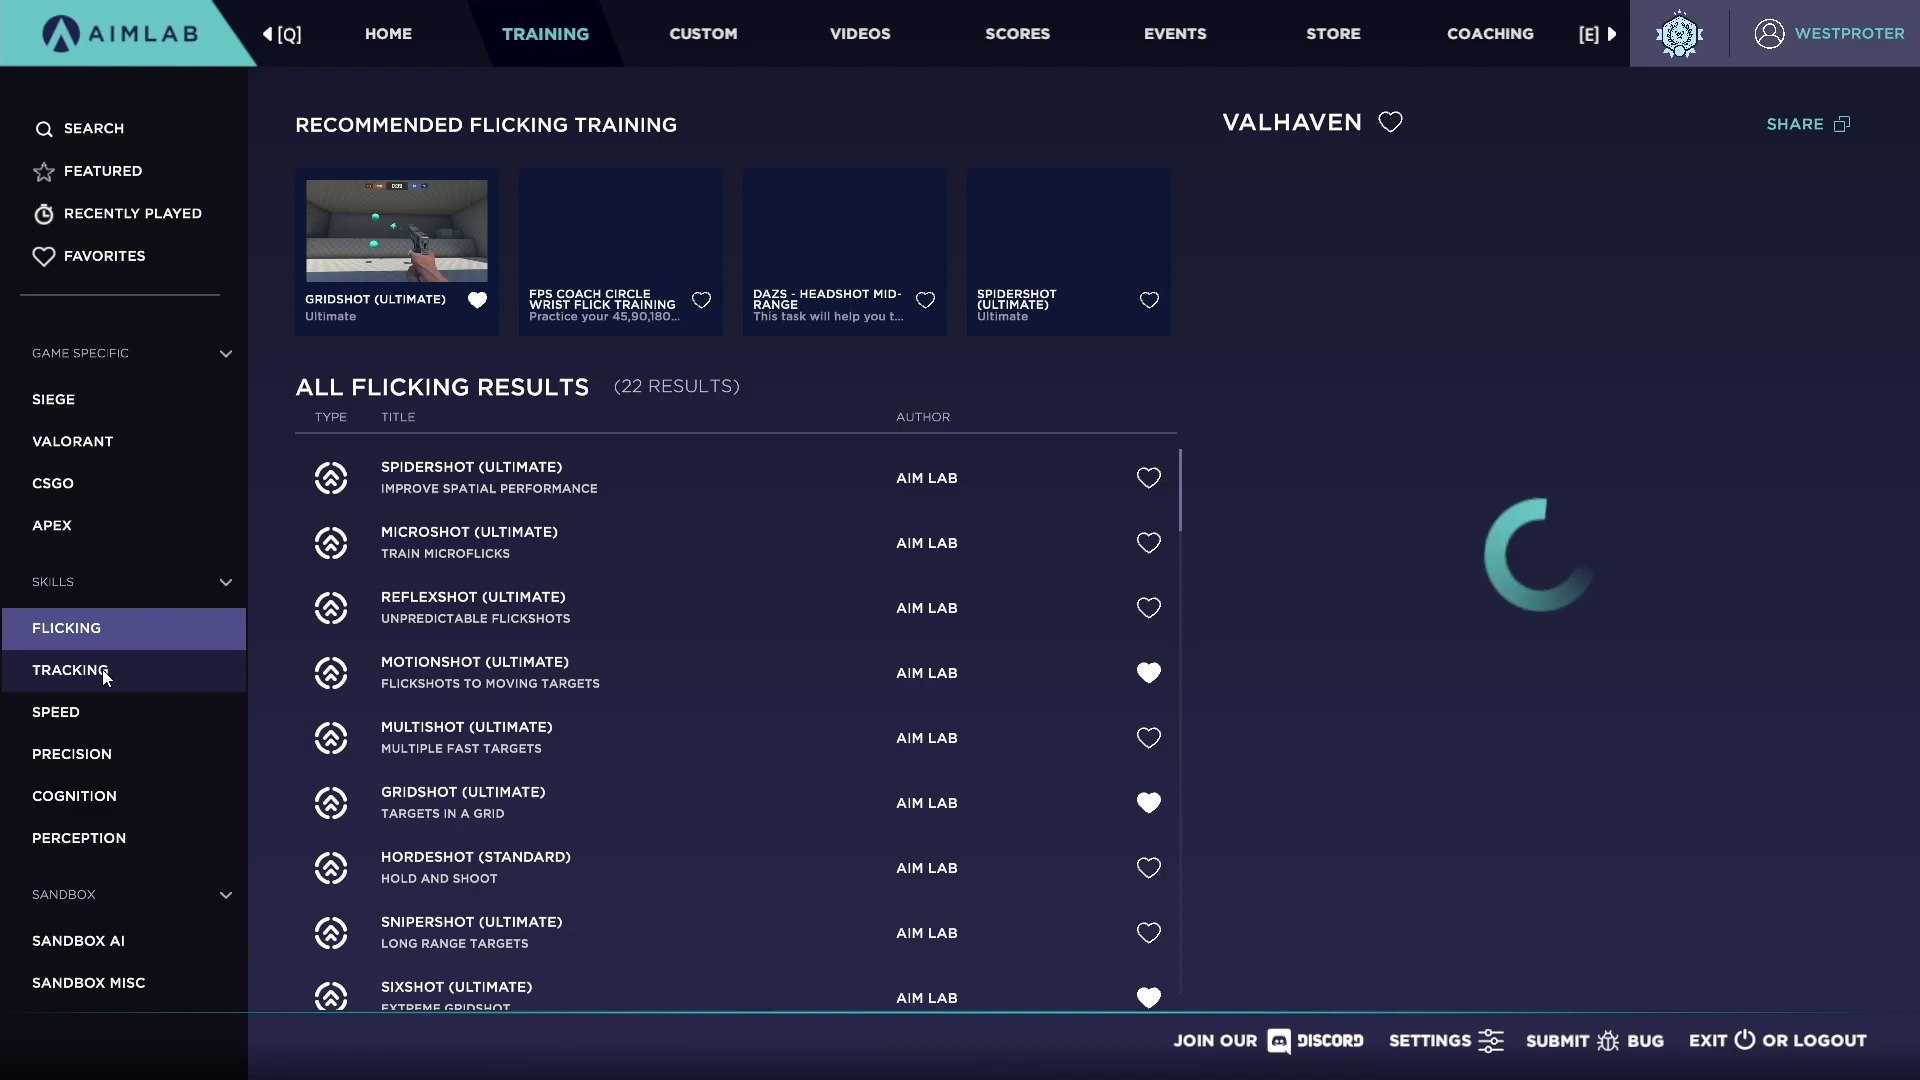 AIMLAB
[Q]
HOME
TRAINING
CUSTOM
VIDEOS
SCORES
EVENTS
STORE
COACHING
[E]
WESTPROTER
SEARCH
FEATURED
RECENTLY PLAYED
FAVORITES
GAME SPECIFIC
SIEGE
VALORANT
CSGO
APEX
SKILLS
FLICKING
TRACKING
SPEED
PRECISION
COGNITION
PERCEPTION
SANDBOX
SANDBOX AI
SANDBOX MISC
RECOMMENDED FLICKING TRAINING
GRIDSHOT (ULTIMATE)
Ultimate
FPS COACH CIRCLE
WRIST FLICK TRAINING
Practice your 45,90,180...
DAZS - HEADSHOT MID-
RANGE
This task will help you t...
SPIDERSHOT
(ULTIMATE)
Ultimate
ALL FLICKING RESULTS (22 RESULTS)
TYPE TITLE AUTHOR
SPIDERSHOT (ULTIMATE)
IMPROVE SPATIAL PERFORMANCE
AIM LAB
MICROSHOT (ULTIMATE)
TRAIN MICROFLICKS
AIM LAB
REFLEXSHOT (ULTIMATE)
UNPREDICTABLE FLICKSHOTS
AIM LAB
MOTIONSHOT (ULTIMATE)
FLICKSHOTS TO MOVING TARGETS
AIM LAB
MULTISHOT (ULTIMATE)
MULTIPLE FAST TARGETS
AIM LAB
GRIDSHOT (ULTIMATE)
TARGETS IN A GRID
AIM LAB
HORDESHOT (STANDARD)
HOLD AND SHOOT
AIM LAB
SNIPERSHOT (ULTIMATE)
LONG RANGE TARGETS
AIM LAB
SIXSHOT (ULTIMATE)
EXTREME GRIDSHOT
AIM LAB
VALHAVEN
SHARE
JOIN OUR DISCORD
SETTINGS
SUBMIT BUG
EXIT OR LOGOUT